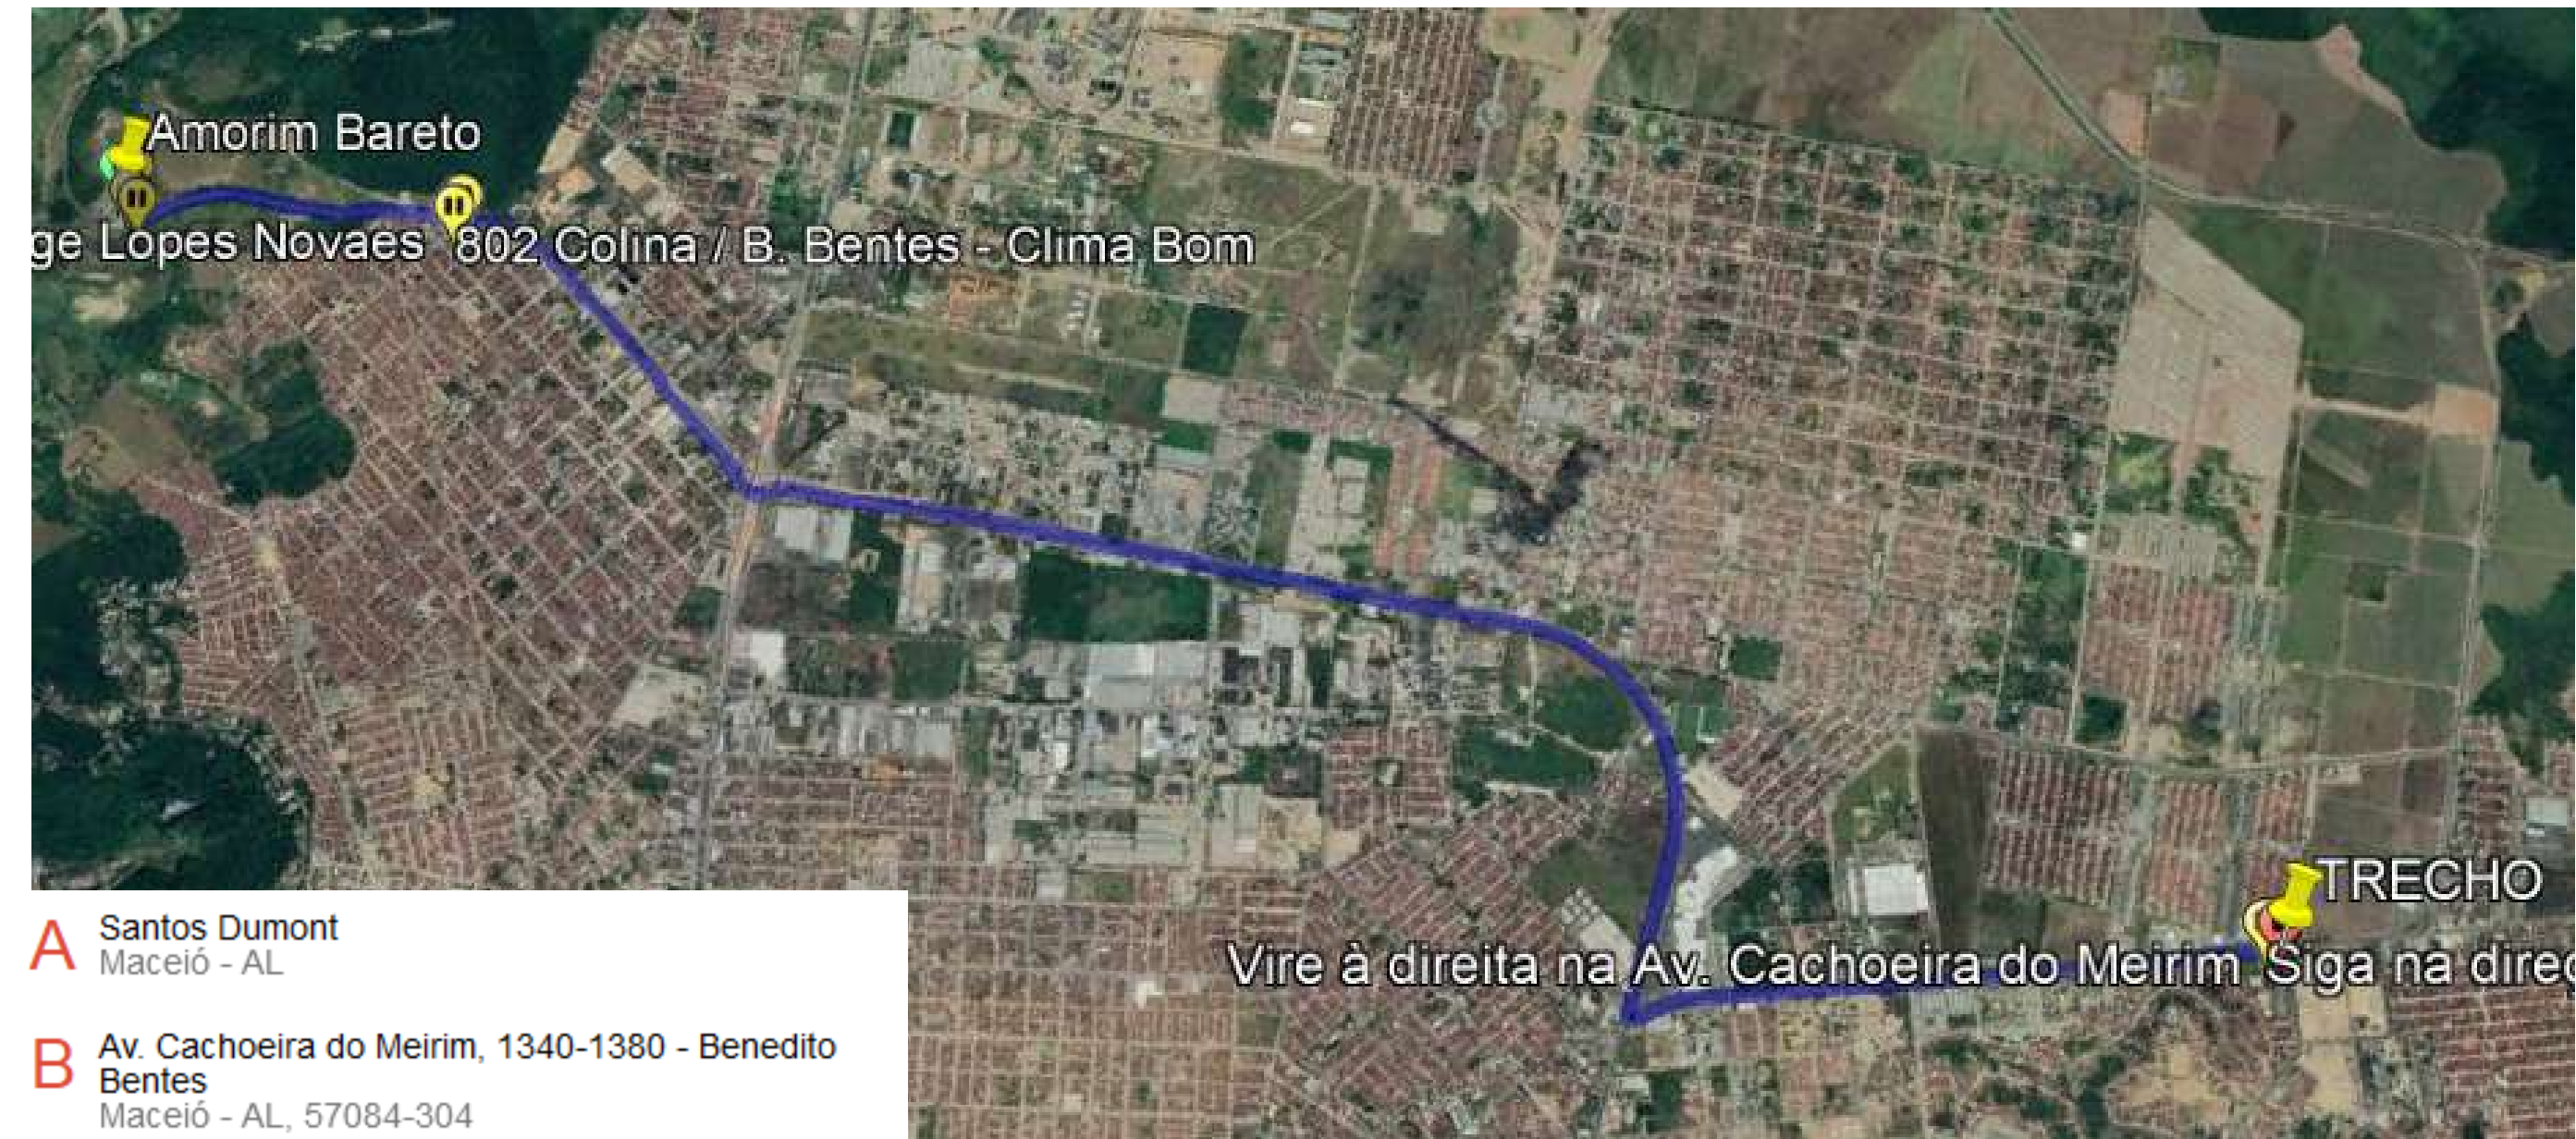 Amorim Bareto
ge Lopes Novaes
802 Colina / B. Bentes - Clima Bom
TRECHO
Vire à direita na Av. Cachoeira do Meirim
Siga na direc
A
Santos Dumont
Maceió - AL
B
Av. Cachoeira do Meirim, 1340-1380 - Benedito
Bentes
Maceió - AL, 57084-304